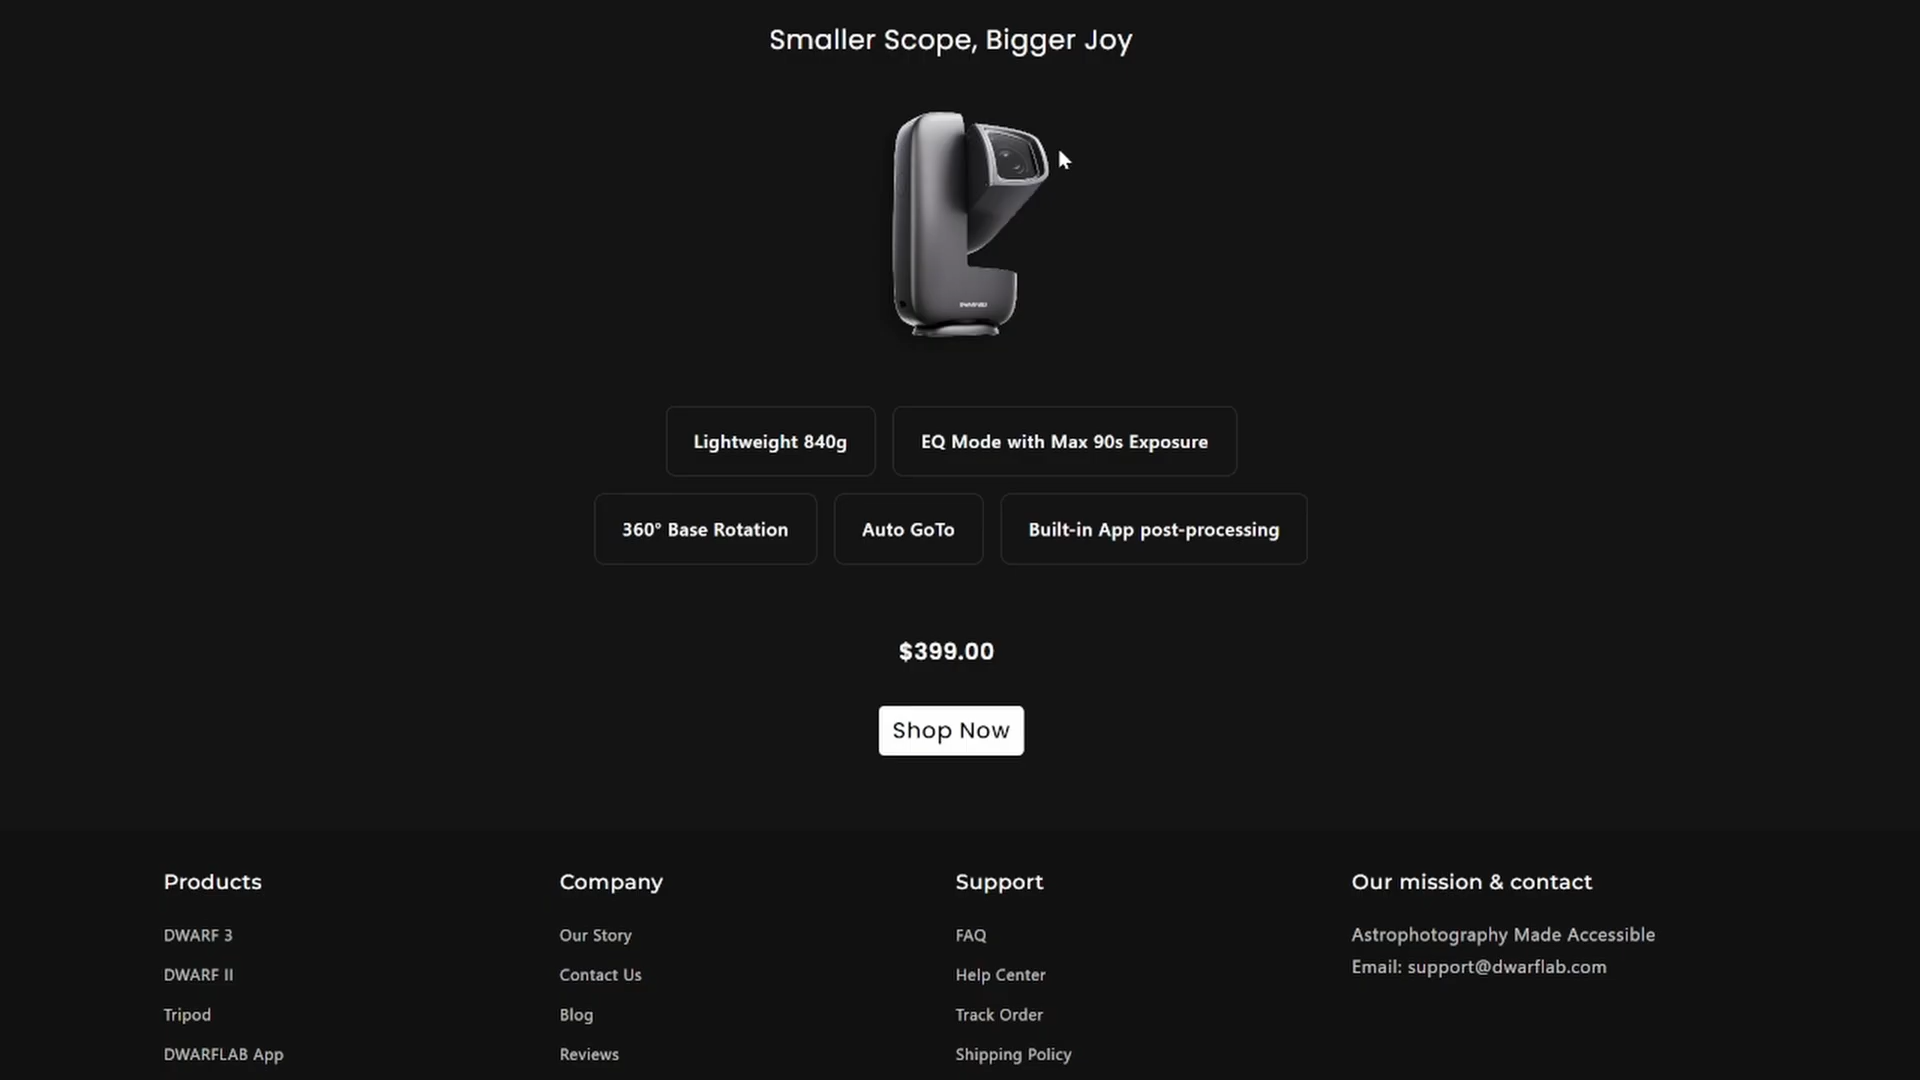 Smaller Scope, Bigger Joy
DWARFLAB
Lightweight 840g
EQ Mode with Max 90s Exposure
360° Base Rotation
Auto GoTo
Built-in App post-processing
$399.00
Shop Now
Products
DWARF 3
DWARF II
Tripod
DWARFLAB App
Company
Our Story
Contact Us
Blog
Reviews
Support
FAQ
Help Center
Track Order
Shipping Policy
Our mission & contact
Astrophotography Made Accessible
Email: support@dwarflab.com